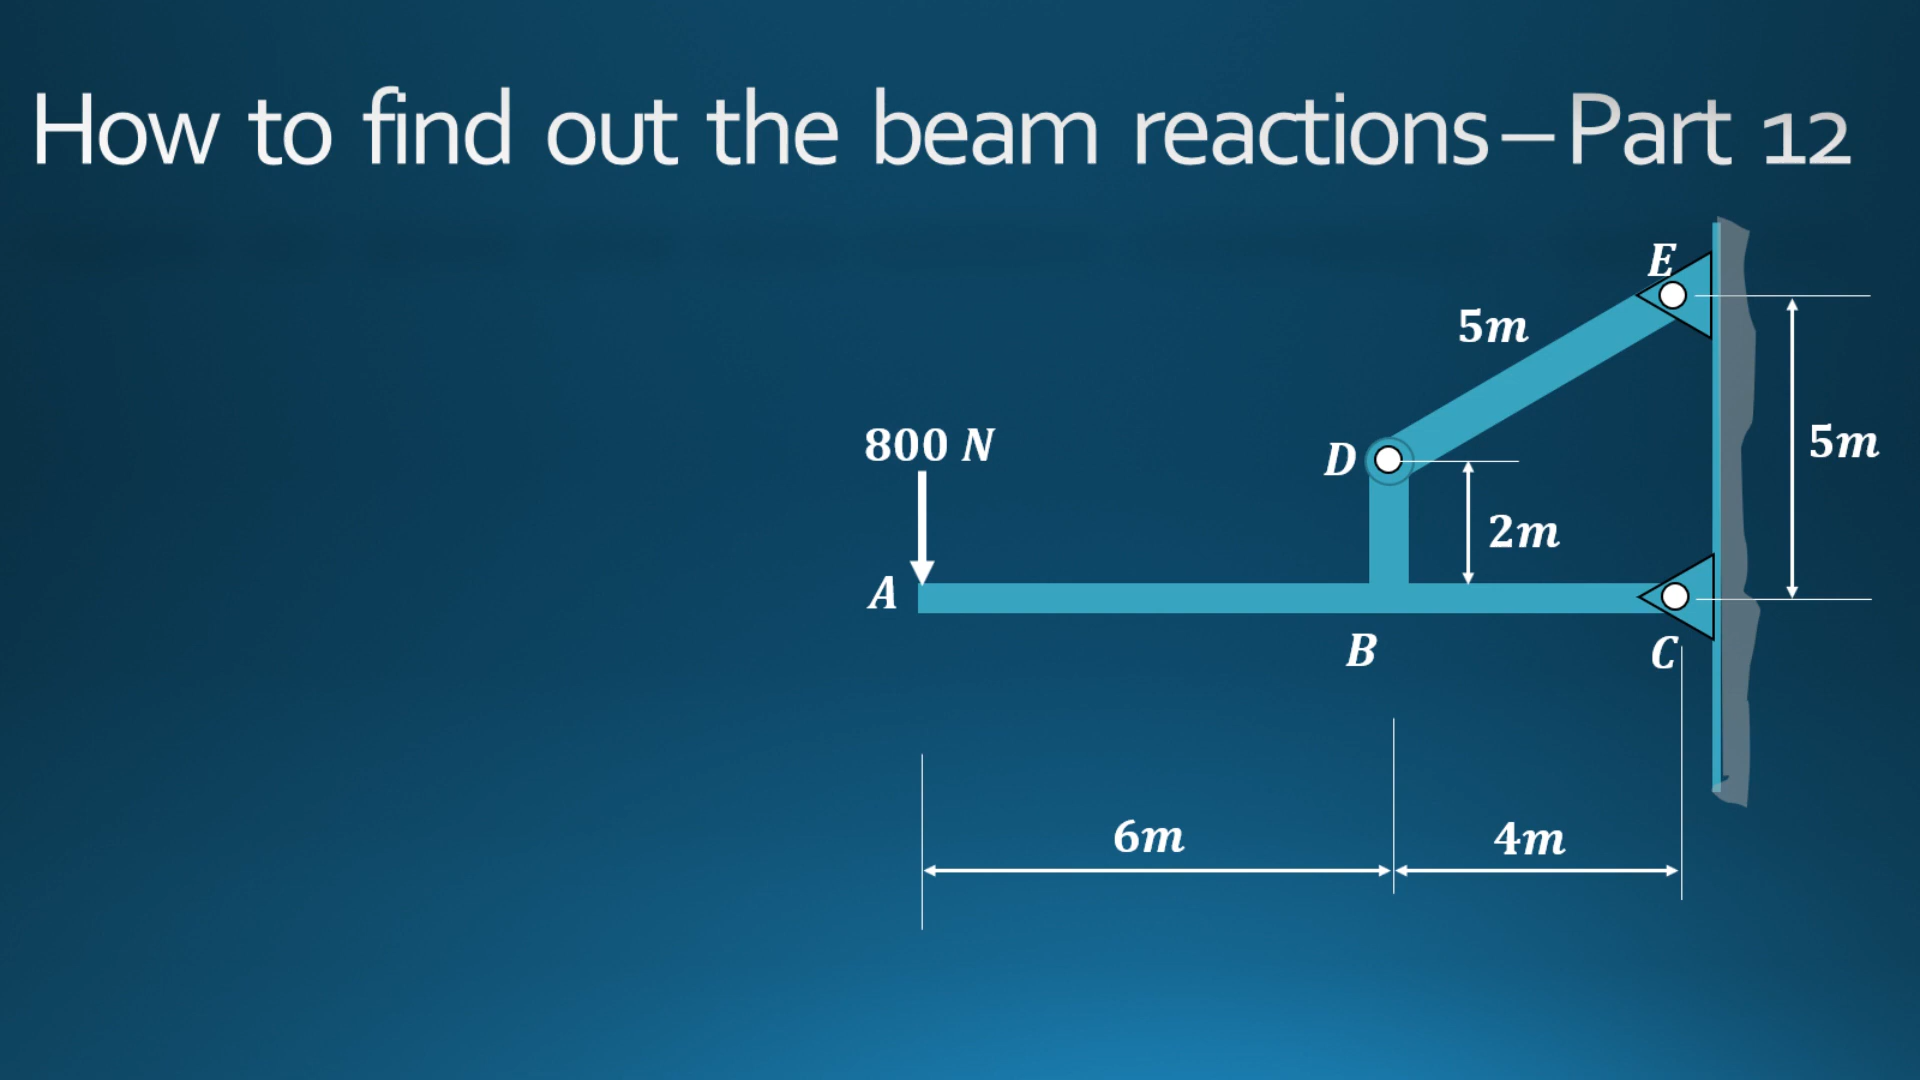 How to find out the beam reactions – Part 12
E
5m
800 N
D
5m
2m
A
B
C
6m
4m